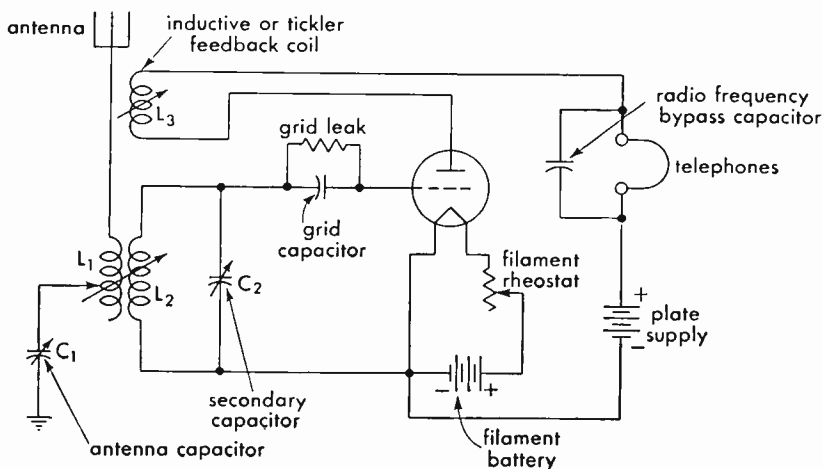 antenna
inductive or tickler
feedback coil
L3
grid leak
radio frequency
bypass capacitor
telephones
grid
capacitor
L1
L2
C2
filament
rheostat
+
plate
supply
-
C1
- +
secondary
capacitor
antenna capacitor
filament
battery